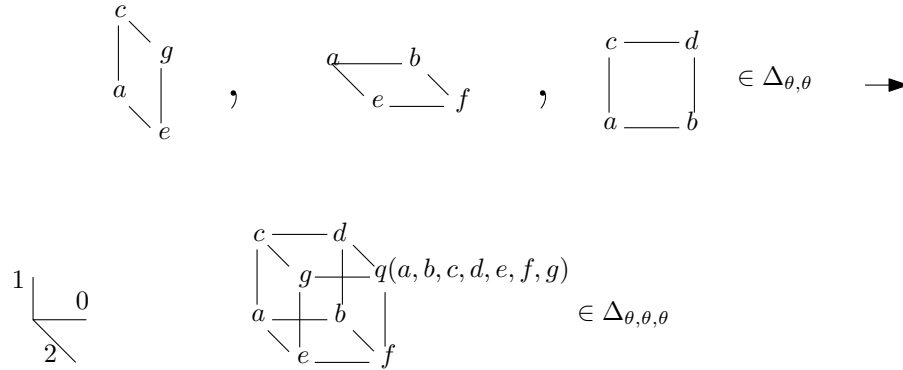 c g a e , a b e f , c d a b ∈ Δ_{θ,θ}
1 0 2
c d g q(a, b, c, d, e, f, g) a b e f ∈ Δ_{θ,θ,θ}